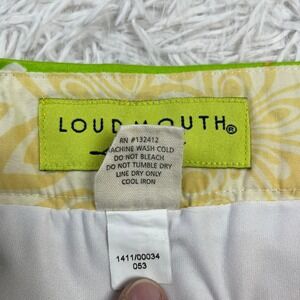 LOUDMOUTH®
RN #132412
MACHINE WASH COLD
DO NOT BLEACH
DO NOT TUMBLE DRY
LINE DRY ONLY
COOL IRON
1411/00034
053